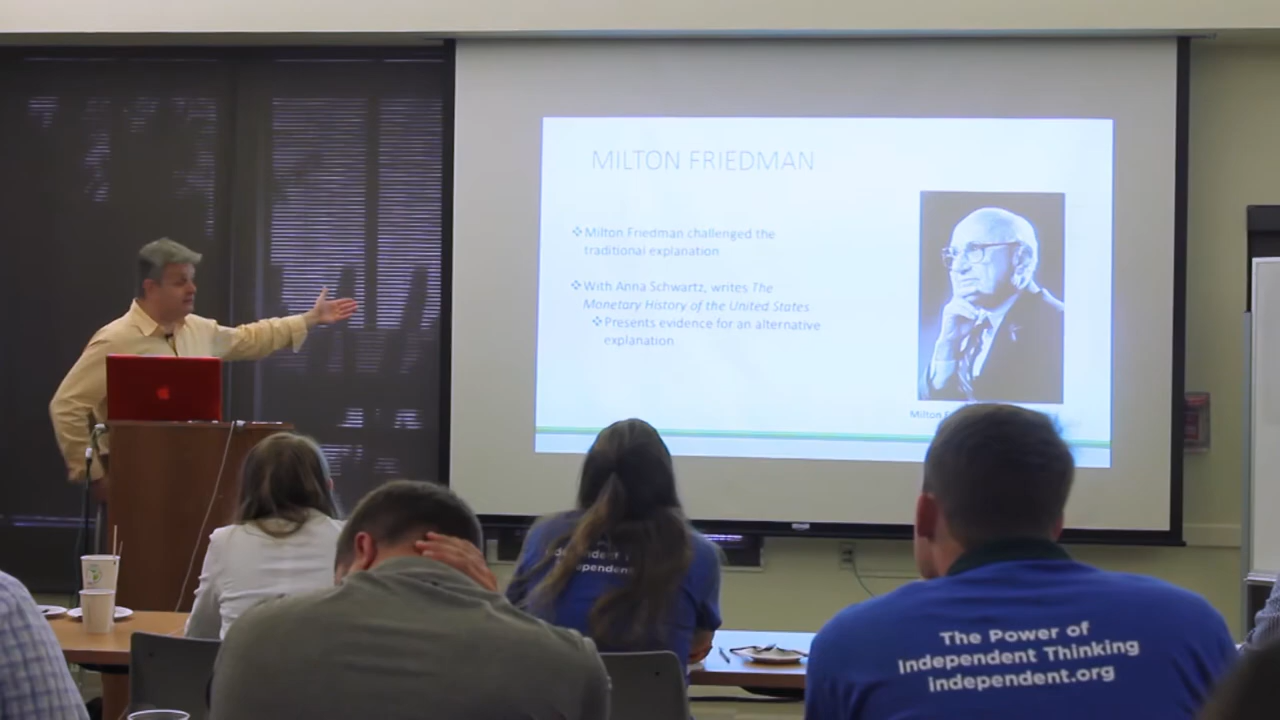 MILTON FRIEDMAN
Milton Friedman challenged the
traditional explanation
With Anna Schwartz, writes The
Monetary History of the United States
Presents evidence for an alternative
explanation
Milton
The Power of
Independent Thinking
Independent.org